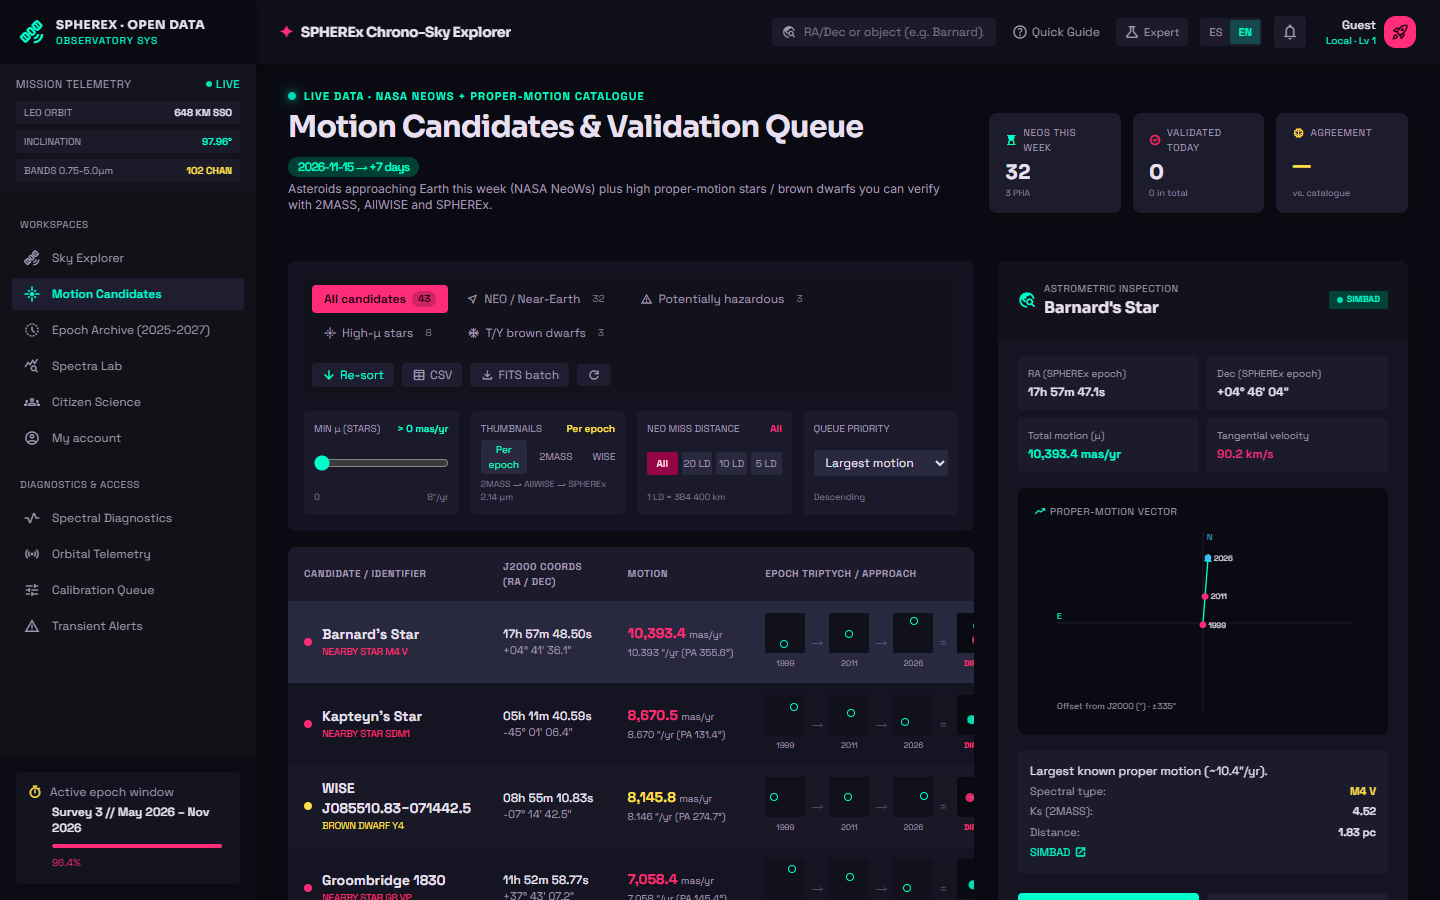 SPHEREX · OPEN DATA
OBSERVATORY SYS
MISSION TELEMETRY
LIVE
LEO ORBIT
648 KM SSO
INCLINATION
97.96°
BANDS 0.75-5.0µm
102 CHAN
WORKSPACES
Sky Explorer
Motion Candidates
Epoch Archive (2025-2027)
Spectra Lab
Citizen Science
My account
DIAGNOSTICS & ACCESS
Spectral Diagnostics
Orbital Telemetry
Calibration Queue
Transient Alerts
Active epoch window
Survey 3 // May 2026 – Nov
2026
96.4%
SPHEREx Chrono-Sky Explorer
RA/Dec or object (e.g. Barnard).
Quick Guide
Expert
ES
EN
Guest
Local · Lv 1
LIVE DATA · NASA NEOWS + PROPER-MOTION CATALOGUE
Motion Candidates & Validation Queue
2026-11-15 → +7 days
Asteroids approaching Earth this week (NASA NeoWs) plus high proper-motion stars / brown dwarfs you can verify
with 2MASS, AllWISE and SPHEREx.
NEOS THIS
WEEK
32
3 PHA
VALIDATED
TODAY
0
0 in total
AGREEMENT
—
vs. catalogue
All candidates 43
NEO / Near-Earth 32
Potentially hazardous 3
High-µ stars 8
T/Y brown dwarfs 3
Re-sort
CSV
FITS batch
MIN µ (STARS)
> 0 mas/yr
0
8"/yr
THUMBNAILS
Per epoch
Per
epoch
2MASS
WISE
2MASS → AllWISE → SPHEREx
2.14 µm
NEO MISS DISTANCE
All
All
20 LD
10 LD
5 LD
1 LD = 384 400 km
QUEUE PRIORITY
Largest motion
Descending
CANDIDATE / IDENTIFIER
J2000 COORDS
(RA / DEC)
MOTION
EPOCH TRIPTYCH / APPROACH
Barnard's Star
NEARBY STAR M4 V
17h 57m 48.50s
+04° 41' 36.1"
10,393.4 mas/yr
10.393 "/yr (PA 355.6°)
→ → =
1999
2011
2026
Kapteyn's Star
NEARBY STAR SDM1
05h 11m 40.59s
-45° 01' 06.4"
8,670.5 mas/yr
8.670 "/yr (PA 131.4°)
→ → =
1999
2011
2026
WISE
J085510.83-071442.5
BROWN DWARF Y4
08h 55m 10.83s
-07° 14' 42.5"
8,145.8 mas/yr
8.146 "/yr (PA 274.7°)
→ → =
1999
2011
2026
Groombridge 1830
NEARBY STAR G8 VP
11h 52m 58.77s
+37° 43' 07.2"
7,058.4 mas/yr
7.058 "/yr (PA 145.4°)
→ → =
ASTROMETRIC INSPECTION
Barnard's Star
SIMBAD
RA (SPHEREx epoch)
17h 57m 47.1s
Dec (SPHEREx epoch)
+04° 46' 04"
Total motion (µ)
10,393.4 mas/yr
Tangential velocity
90.2 km/s
PROPER-MOTION VECTOR
N
2026
2011
E
1999
Offset from J2000 (") · ±335"
Largest known proper motion (~10.4"/yr).
Spectral type:
M4 V
Ks (2MASS):
4.52
Distance:
1.83 pc
SIMBAD